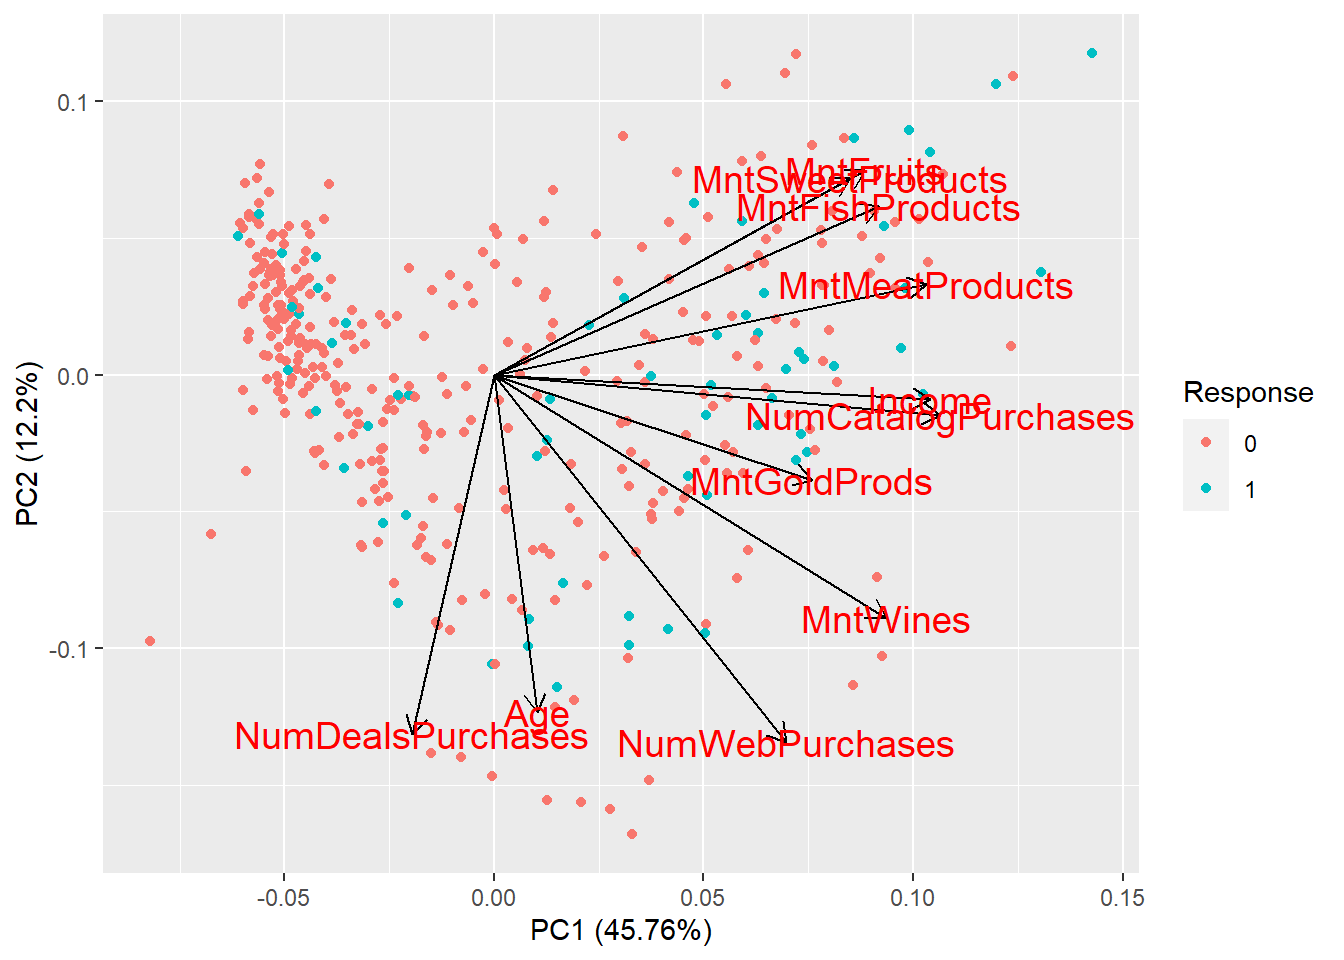 0.1
0.0
-0.1
PC2 (12.2%)
MntFruits
MntSweetProducts
MntFishProducts
MntMeatProducts
Income
NumCatalogPurchases
MntGoldProds
MntWines
Age
NumDealsPurchases
NumWebPurchases
-0.05
0.00
0.05
0.10
0.15
PC1 (45.76%)
Response
0
1